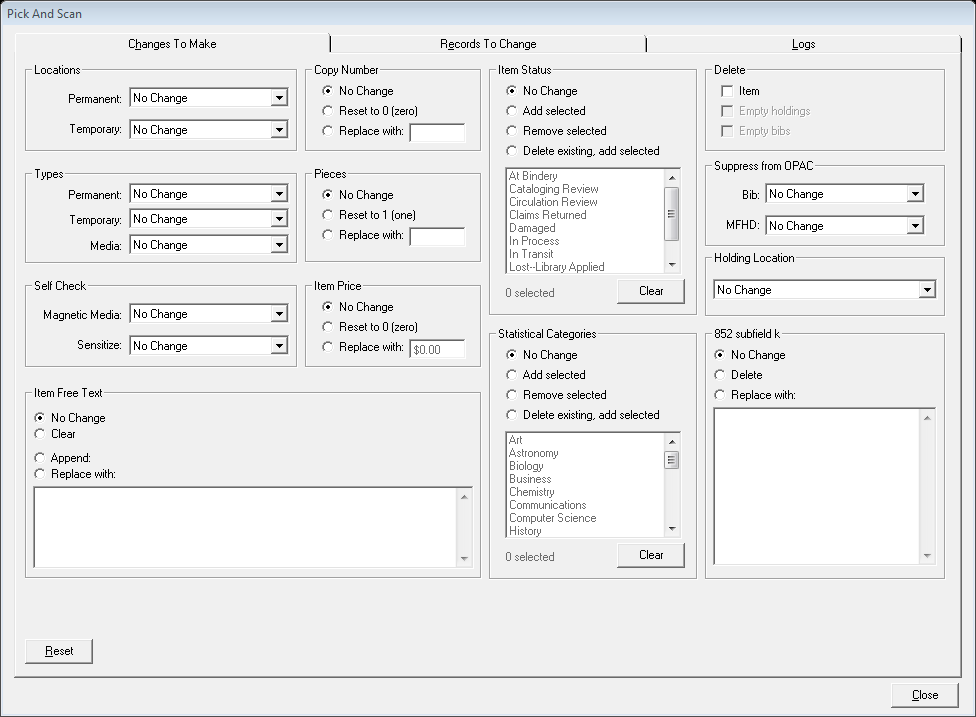 Pick And Scan
Changes To Make
Records To Change
Logs
Locations
Permanent: No Change
Temporary: No Change
Types
Permanent: No Change
Temporary: No Change
Media: No Change
Self Check
Magnetic Media: No Change
Sensitize: No Change
Copy Number
No Change
Reset to 0 (zero)
Replace with:
Pieces
No Change
Reset to 1 (one)
Replace with:
Item Price
No Change
Reset to 0 (zero)
Replace with: $0.00
Item Free Text
No Change
Clear
Append:
Replace with:
Item Status
No Change
Add selected
Remove selected
Delete existing, add selected
At Bindery
Cataloging Review
Circulation Review
Claims Returned
Damaged
In Process
In Transit
Lost--Library Applied
0 selected
Clear
Statistical Categories
No Change
Add selected
Remove selected
Delete existing, add selected
Art
Astronomy
Biology
Business
Chemistry
Communications
Computer Science
History
0 selected
Clear
Delete
Item
Empty holdings
Empty bibs
Suppress from OPAC
Bib: No Change
MFHD: No Change
Holding Location
No Change
852 subfield k
No Change
Delete
Replace with:
Reset
Close